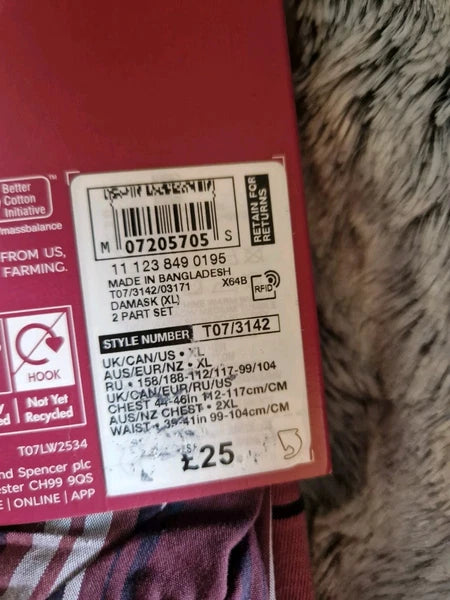 Better
Cotton
Initiative™
/massbalance
FROM US,
FARMING.
HOOK
Not Yet
Recycled
T07LW2534
nd Spencer plc
ester CH99 9QS
E | ONLINE | APP
RETAIN FOR
RETURNS
M 07205705 S
11 123 849 0195
MADE IN BANGLADESH
T07/3142/03171 X64B
RFID
DAMASK (XL)
2 PART SET
STYLE NUMBER T07/3142
UK/CAN/US • XL
AUS/EUR/NZ • XL
RU • 158/188-112/117-99/104
UK/CAN/EUR/RU/US
CHEST 44-46in 112-117cm/CM
AUS/NZ CHEST • 2XL
WAIST • 39-41in 99-104cm/CM
£25